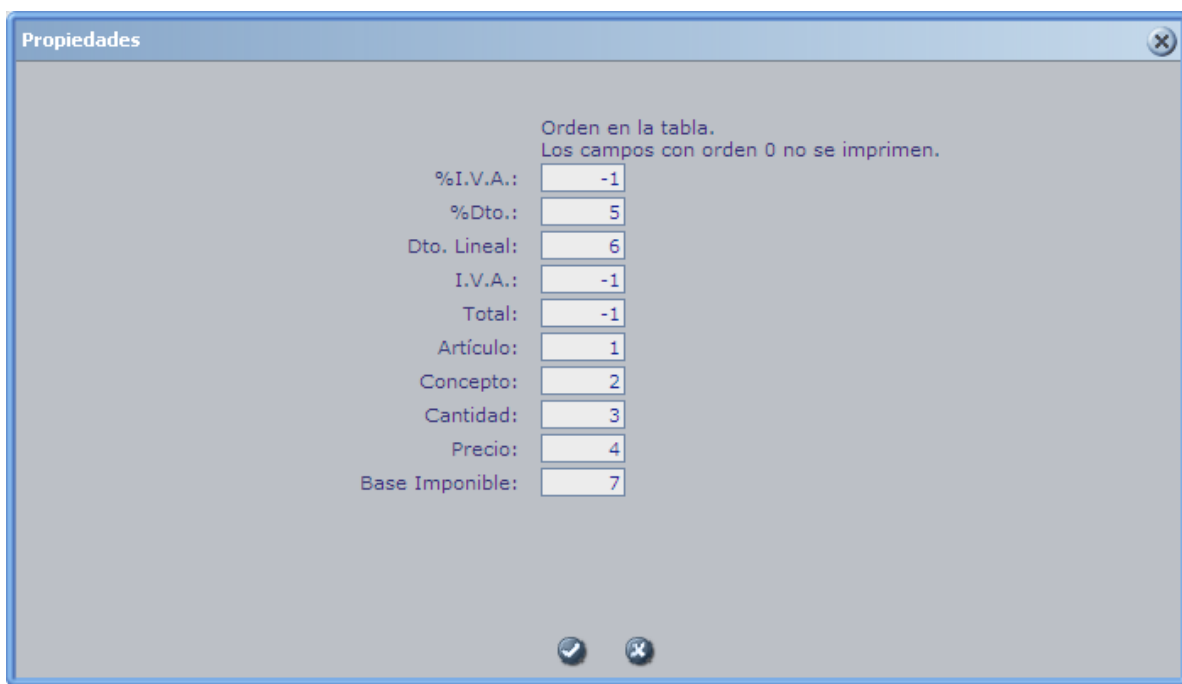 Propiedades
Orden en la tabla.
Los campos con orden 0 no se imprimen.
%I.V.A.: -1
%Dto.: 5
Dto. Lineal: 6
I.V.A.: -1
Total: -1
Artículo: 1
Concepto: 2
Cantidad: 3
Precio: 4
Base Imponible: 7